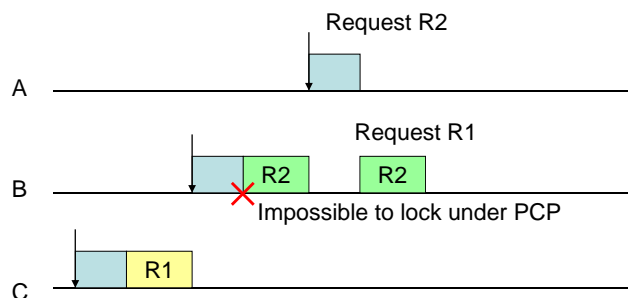 Request R2
A
Request R1
B
R2
R2
Impossible to lock under PCP
R1
C